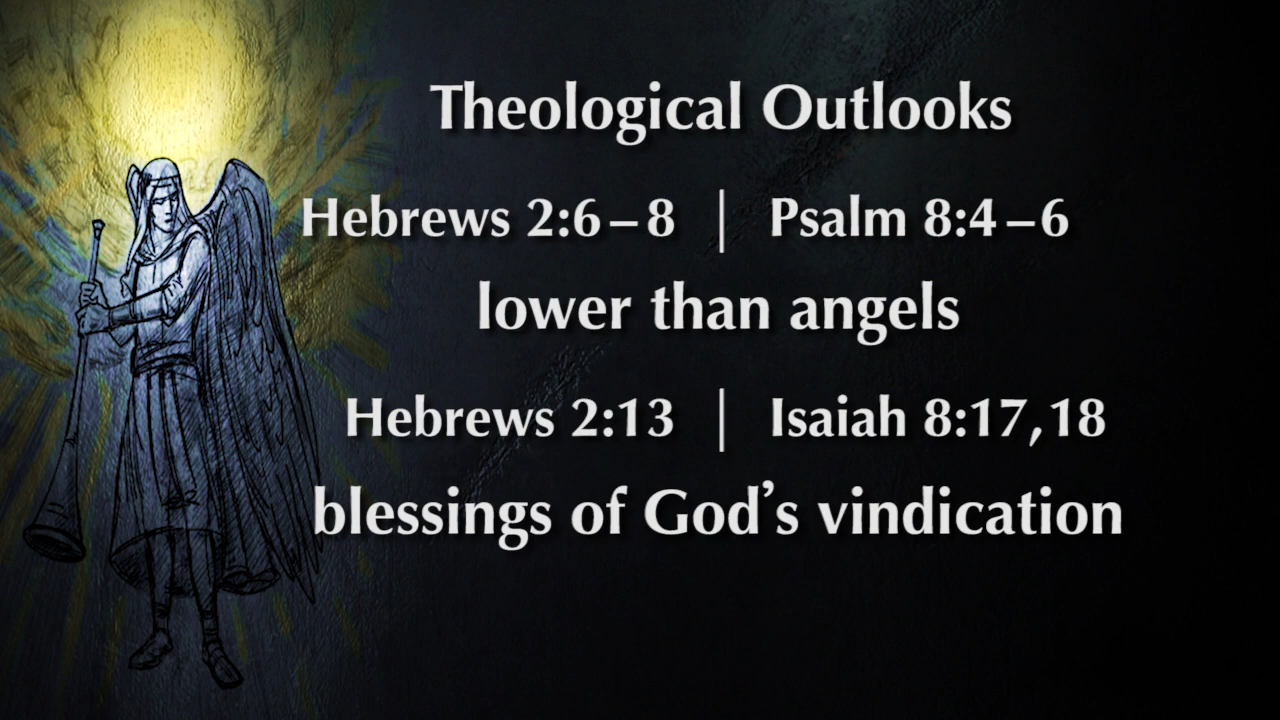 Theological Outlooks
Hebrews 2:6–8 | Psalm 8:4–6
lower than angels
Hebrews 2:13 | Isaiah 8:17,18
blessings of God’s vindication